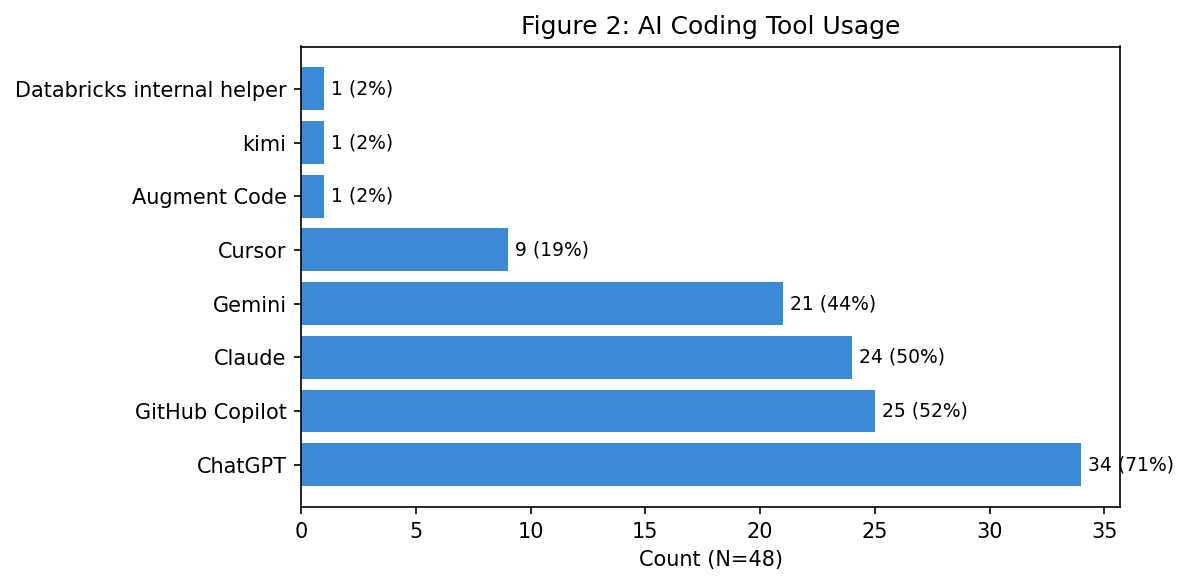 Figure 2: AI Coding Tool Usage
Databricks internal helper 1 (2%)
kimi 1 (2%)
Augment Code 1 (2%)
Cursor 9 (19%)
Gemini 21 (44%)
Claude 24 (50%)
GitHub Copilot 25 (52%)
ChatGPT 34 (71%)
0 5 10 15 20 25 30 35
Count (N=48)